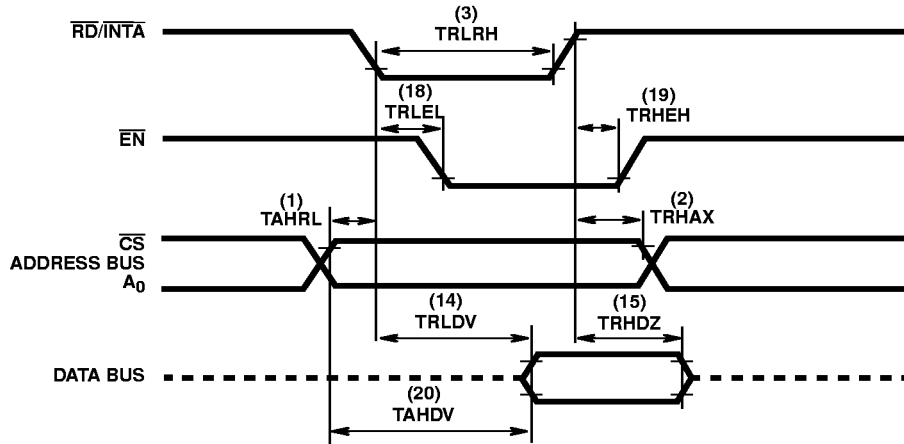 (3)
RD/INTA
TRLRH
(18)
TRLEL
(19)
TRHEH
EN
(1)
TAHRL
(2)
TRHAX
CS
ADDRESS BUS
A0
(14)
TRLDV
(15)
TRHDZ
DATA BUS
(20)
TAHDV